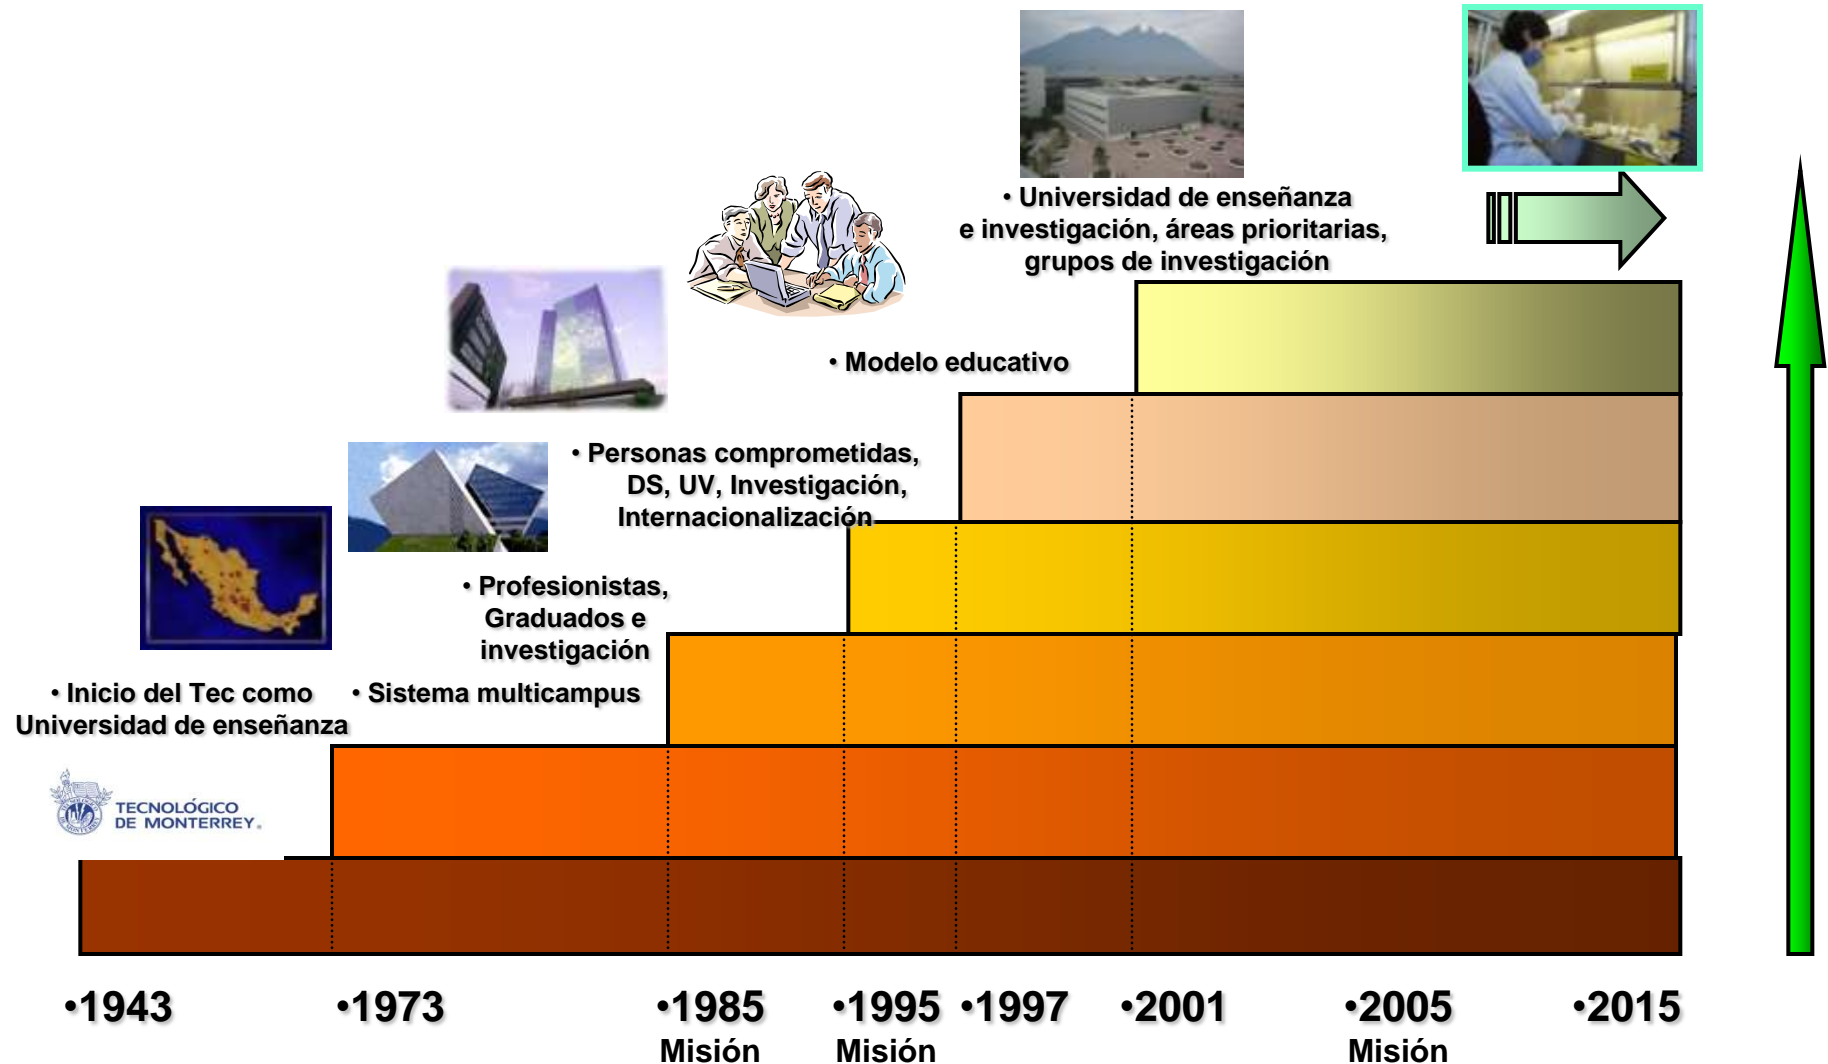 • Universidad de enseñanza
e investigación, áreas prioritarias,
grupos de investigación
• Modelo educativo
• Personas comprometidas,
DS, UV, Investigación,
Internacionalización
• Profesionistas,
Graduados e
investigación
• Inicio del Tec como
Universidad de enseñanza
• Sistema multicampus
TECNOLÓGICO
DE MONTERREY.
•1943
•1973
•1985
Misión
•1995
Misión
•1997
•2001
•2005
Misión
•2015